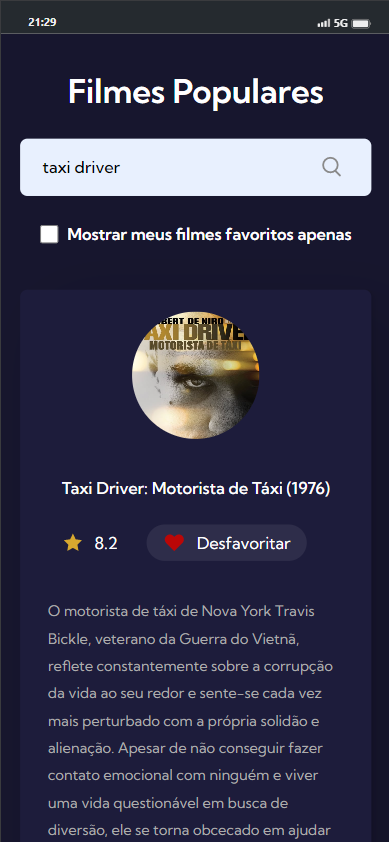 21:29
5G
Filmes Populares
taxi driver
Mostrar meus filmes favoritos apenas
BERT DE NIRO
AXI DRIVE
MOTORISTA DE TAXI
Taxi Driver: Motorista de Táxi (1976)
8.2
Desfavoritar
O motorista de táxi de Nova York Travis
Bickle, veterano da Guerra do Vietnã,
reflete constantemente sobre a corrupção
da vida ao seu redor e sente-se cada vez
mais perturbado com a própria solidão e
alienação. Apesar de não conseguir fazer
contato emocional com ninguém e viver
uma vida questionável em busca de
diversão, ele se torna obcecado em ajudar